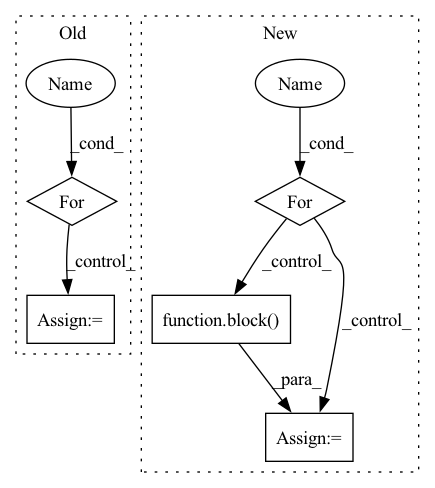 Old
New
Name
Name
_cond_
_cond_
For
For
_control_
_control_
_control_
Assign:=
function.block()
_para_
Assign:=